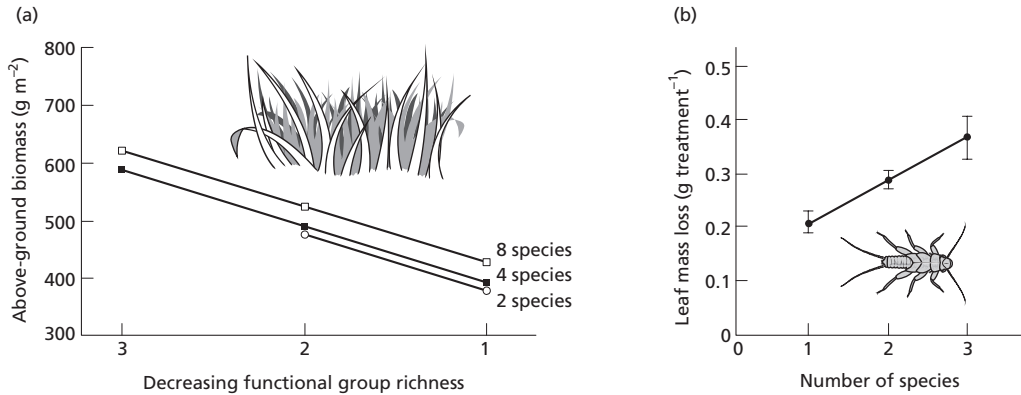 (a)
800
700
600
500
400
300
Above-ground biomass (g m⁻²)
8 species
4 species
2 species
3 2 1
Decreasing functional group richness
(b)
0.5
0.4
0.3
0.2
0.1
0
Leaf mass loss (g treatment⁻¹)
0 1 2 3
Number of species